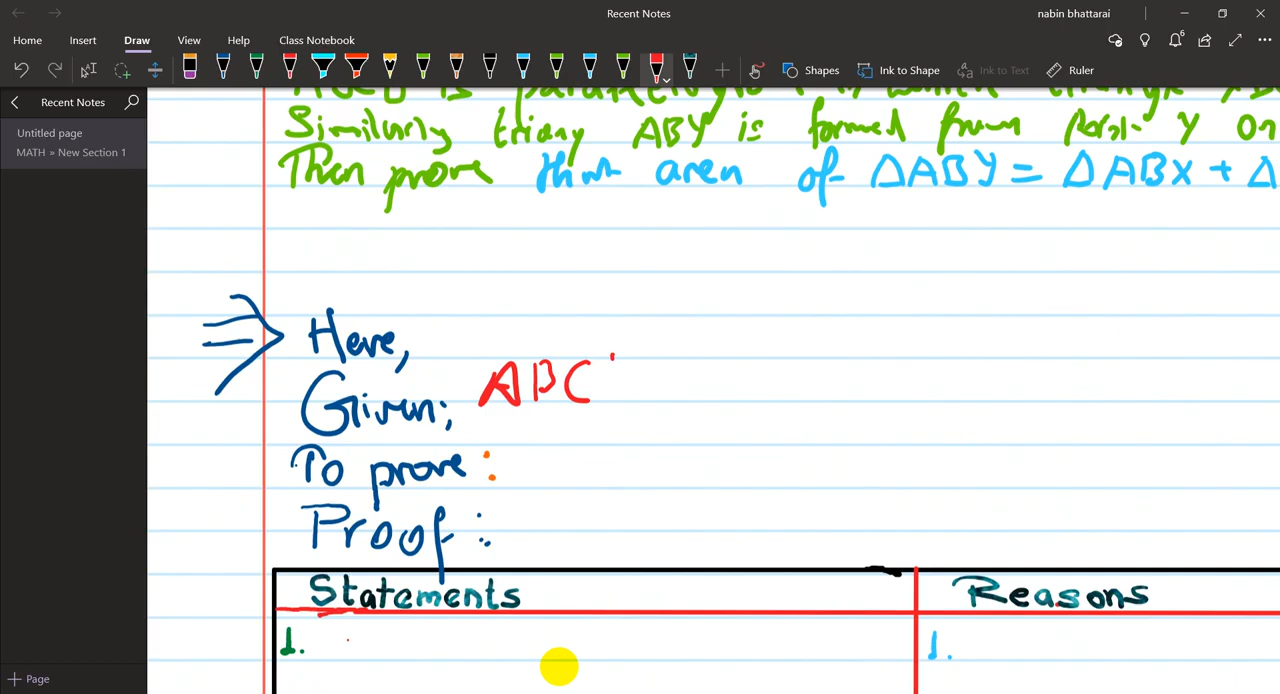 Recent Notes
nabin bhattarai
Home Insert Draw View Help Class Notebook
Shapes Ink to Shape Ink to Text Ruler
Recent Notes
Untitled page
MATH » New Section 1
is
Similarly ABY is formed from Y on
Then prove that area of ΔABY = ΔABX + Δ
Here,
Given; ABC
To prove :
Proof :
Statements Reasons
1. 1.
+ Page